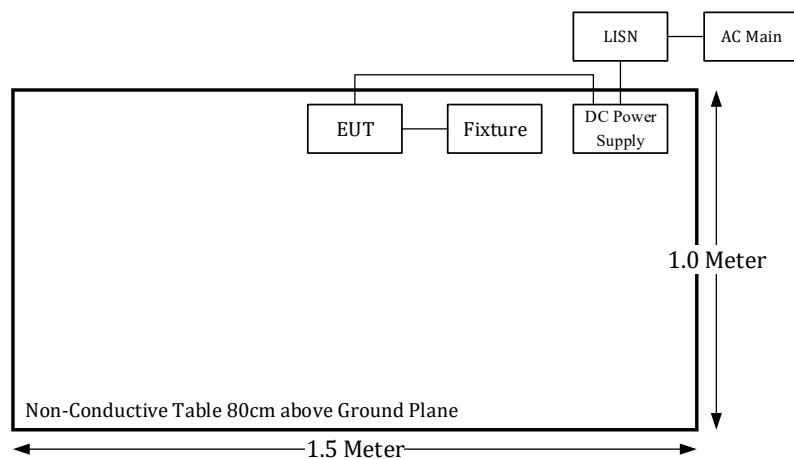 LISN
AC Main
EUT
Fixture
DC Power
Supply
1.0 Meter
Non-Conductive Table 80cm above Ground Plane
1.5 Meter